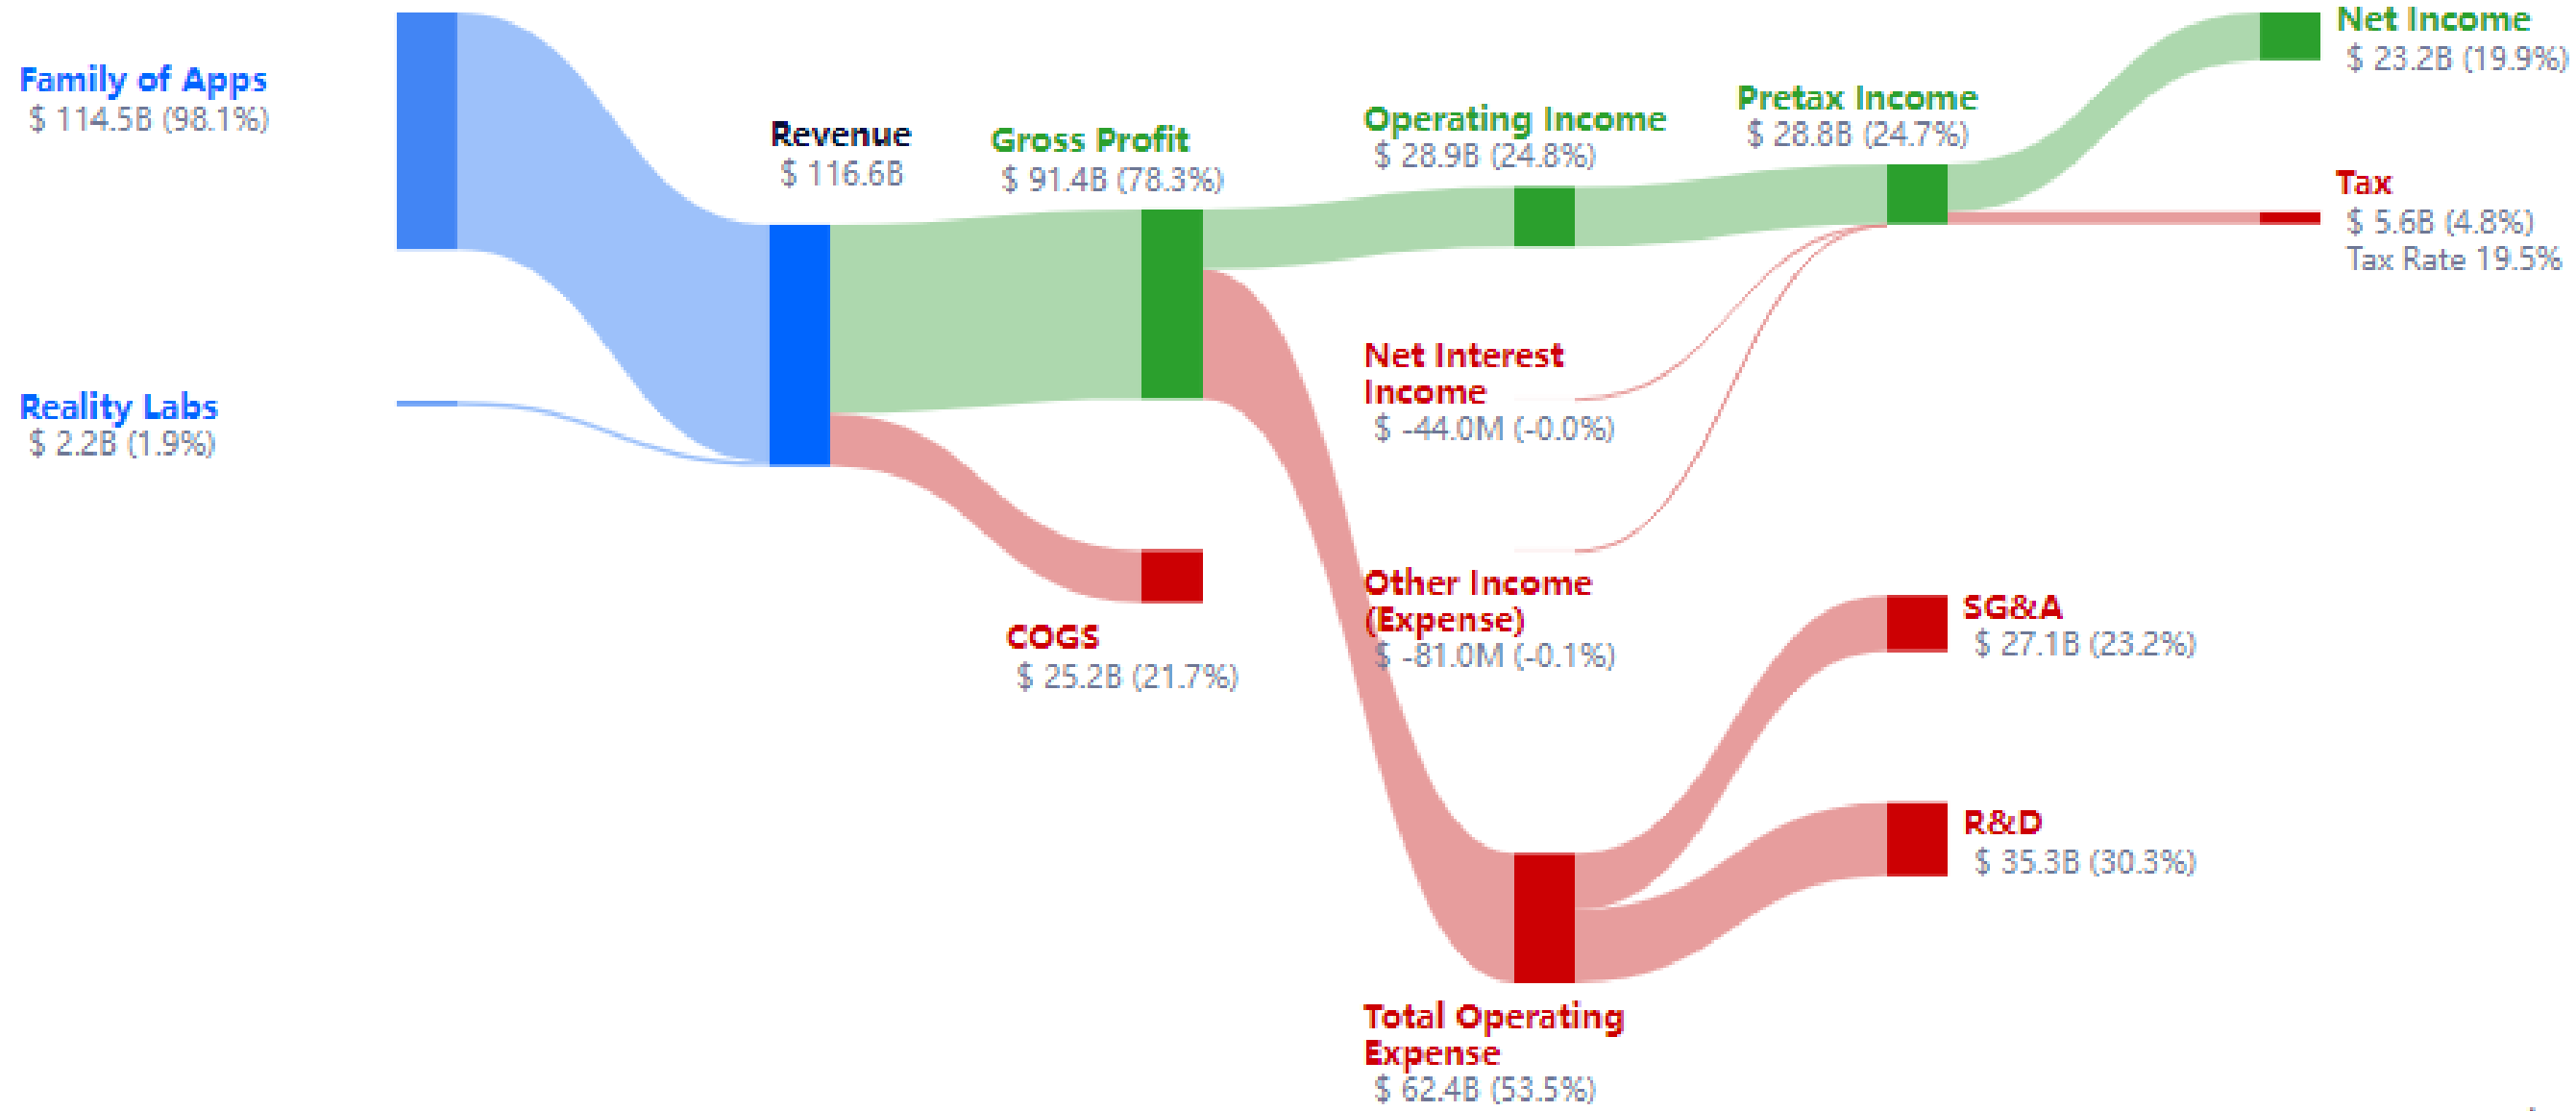 Family of Apps
$ 114.5B (98.1%)
Reality Labs
$ 2.2B (1.9%)
Revenue
$ 116.6B
Gross Profit
$ 91.4B (78.3%)
COGS
$ 25.2B (21.7%)
Operating Income
$ 28.9B (24.8%)
Net Interest
Income
$ -44.0M (-0.0%)
Other Income
(Expense)
$ -81.0M (-0.1%)
Total Operating
Expense
$ 62.4B (53.5%)
Pretax Income
$ 28.8B (24.7%)
SG&A
$ 27.1B (23.2%)
R&D
$ 35.3B (30.3%)
Net Income
$ 23.2B (19.9%)
Tax
$ 5.6B (4.8%)
Tax Rate 19.5%